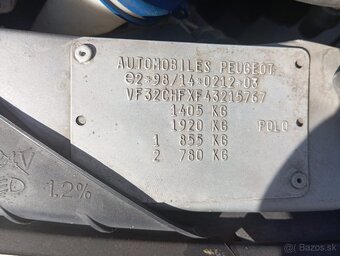 AUTOMOBILES PEUGEOT
e2*98/14*0212*03
VF32CHFXF43215767
1405 KG
1920 KG POLO
1 855 KG
2 780 KG
1.2%
Bazos.sk